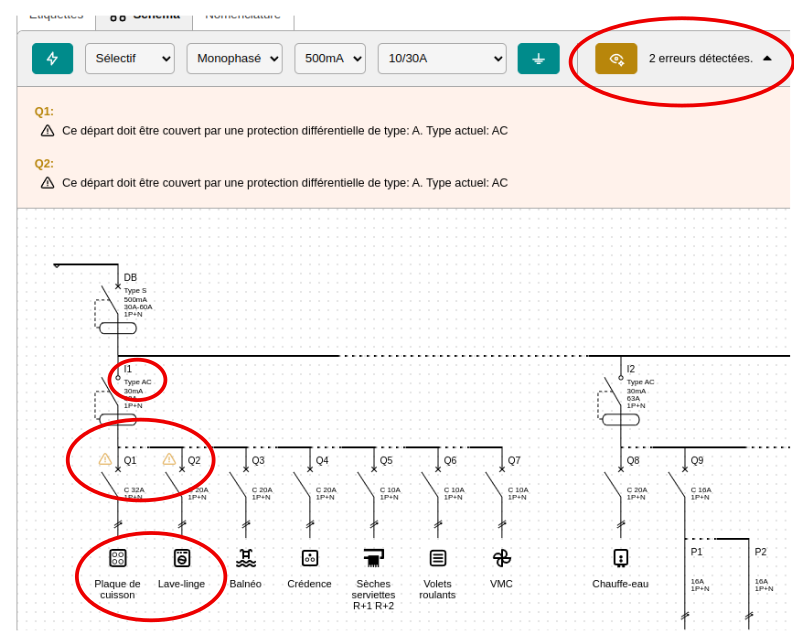 Etiquettes Schéma Nomenclature
Sélectif Monophasé 500mA 10/30A 2 erreurs détectées.
Q1:
Ce départ doit être couvert par une protection différentielle de type: A. Type actuel: AC
Q2:
Ce départ doit être couvert par une protection différentielle de type: A. Type actuel: AC
DB
Type S
500mA
30A-60A
1P+N
I1 I2
Type AC Type AC
30mA 30mA
63A
1P+N 1P+N
Q1 Q2 Q3 Q4 Q5 Q6 Q7 Q8 Q9
C 32A 20A C 20A C 20A C 10A C 10A C 10A C 20A C 16A
1P+N 1P+N 1P+N 1P+N 1P+N 1P+N 1P+N 1P+N 1P+N
P1 P2
16A 16A
1P+N 1P+N
Plaque de Lave-linge Balnéo Crédence Sèches Volets VMC Chauffe-eau
cuisson serviettes roulants
R+1 R+2